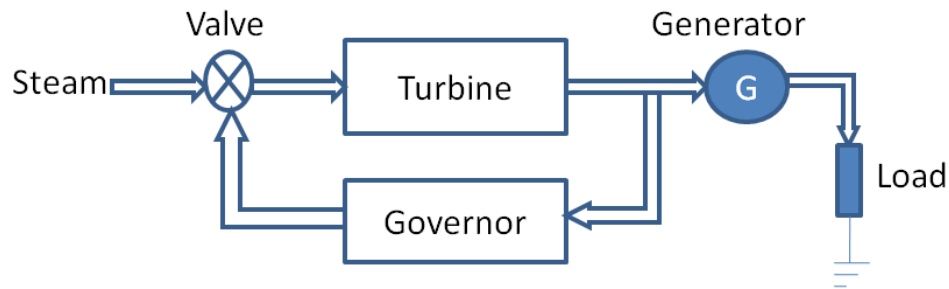 Valve
Generator
Steam
Turbine
G
Load
Governor